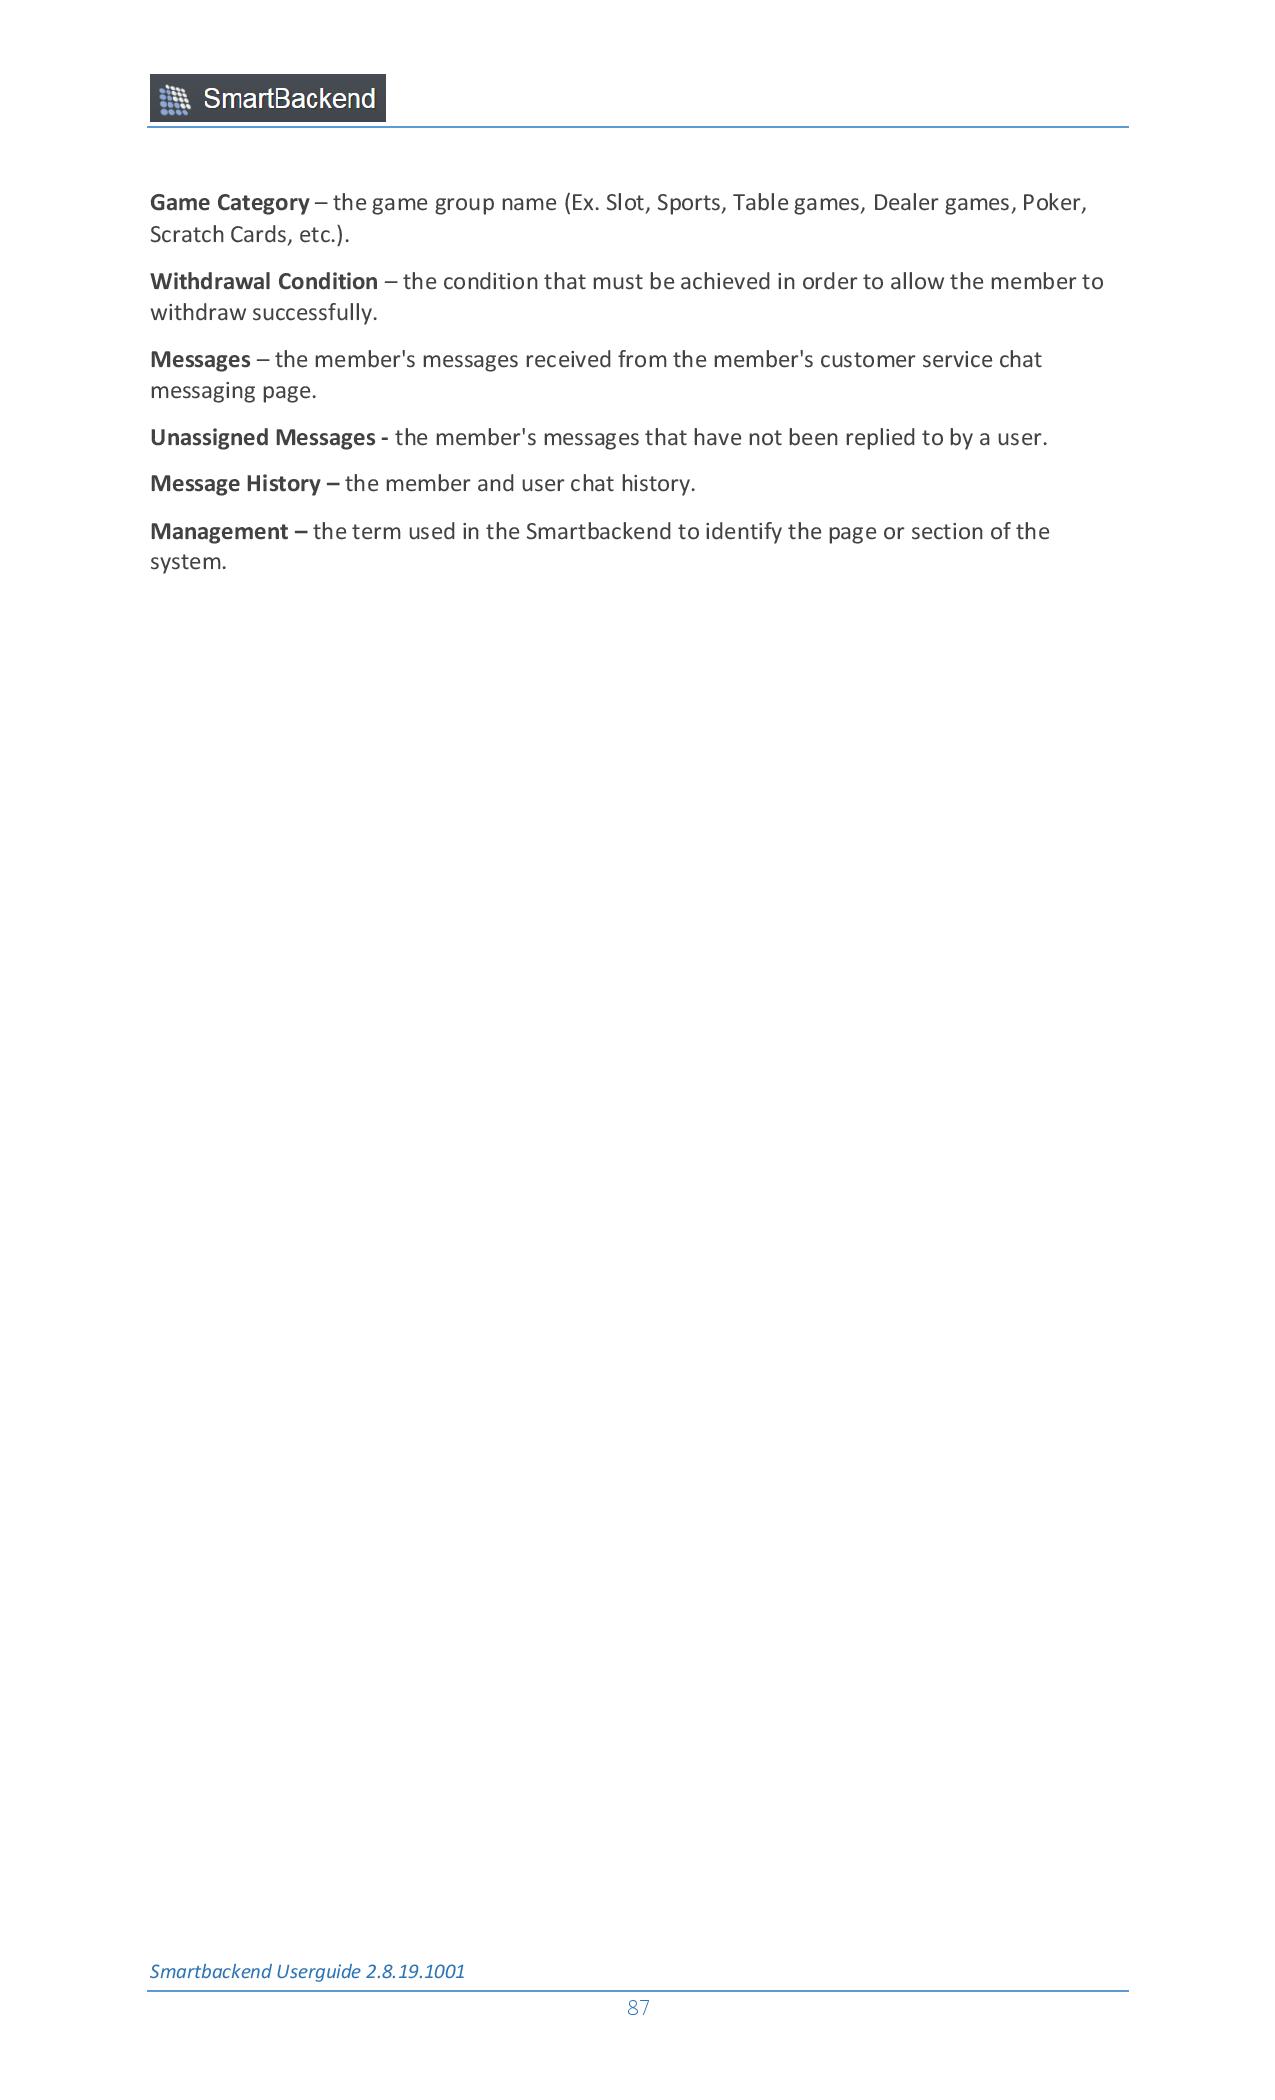 SmartBackend
Game Category – the game group name (Ex. Slot, Sports, Table games, Dealer games, Poker,
Scratch Cards, etc.).
Withdrawal Condition – the condition that must be achieved in order to allow the member to
withdraw successfully.
Messages – the member's messages received from the member's customer service chat
messaging page.
Unassigned Messages - the member's messages that have not been replied to by a user.
Message History – the member and user chat history.
Management – the term used in the Smartbackend to identify the page or section of the
system.
Smartbackend Userguide 2.8.19.1001
87